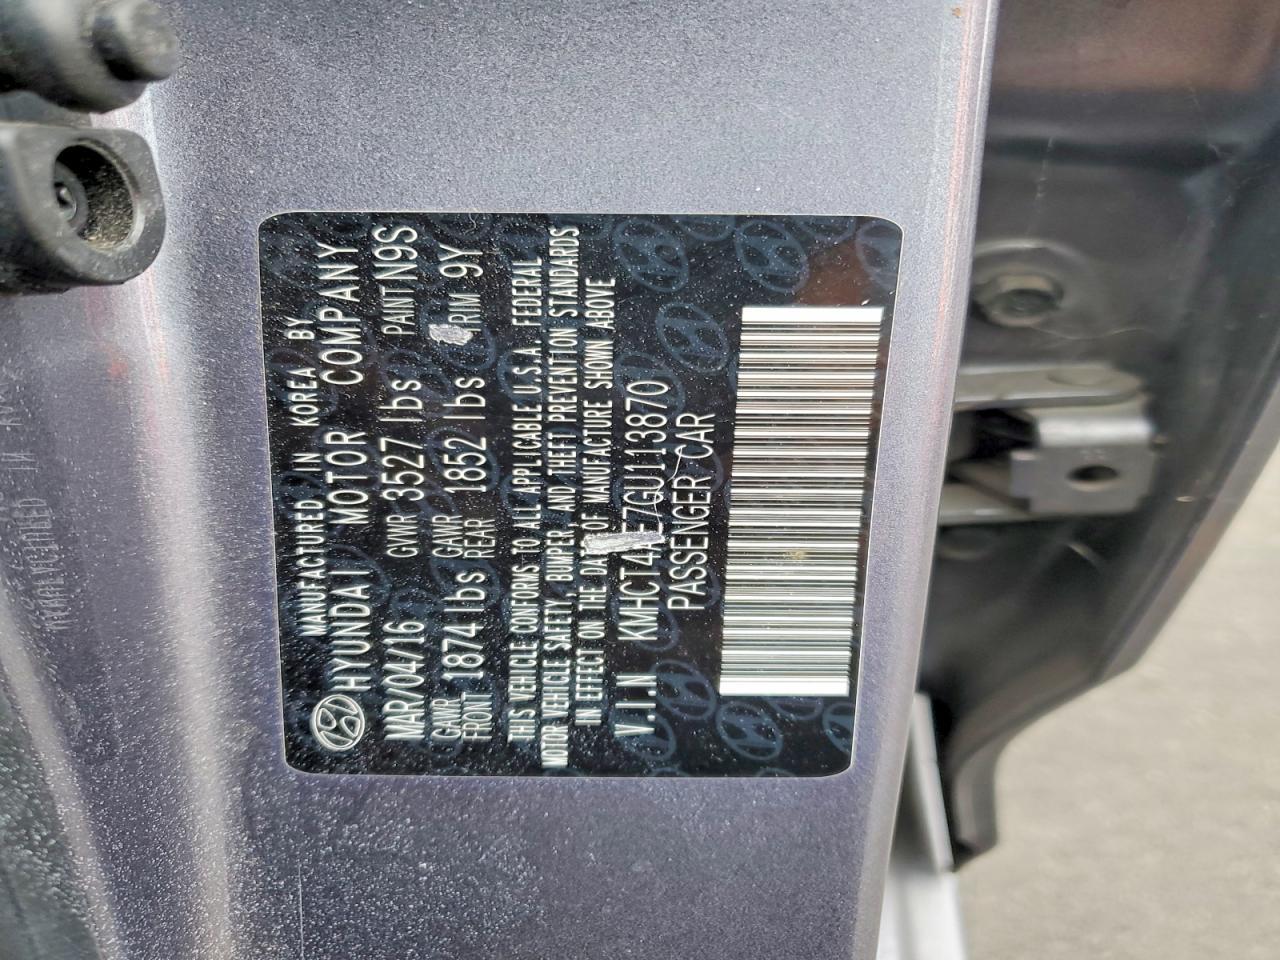 MANUFACTURED IN KOREA BY
HYUNDAI MOTOR COMPANY
MAR/04/16 GVWR 3527 lbs PAINT N9S
GAWR FRONT 1874 lbs GAWR REAR 1852 lbs TRM 9Y
THIS VEHICLE CONFORMS TO ALL APPLICABLE U.S.A FEDERAL
MOTOR VEHICLE SAFETY, BUMPER AND THEFT PREVENTION STANDARDS
IN EFFECT ON THE DATE OF MANUFACTURE SHOWN ABOVE
V.I.N KMHCT4AE7GU113870
PASSENGER CAR